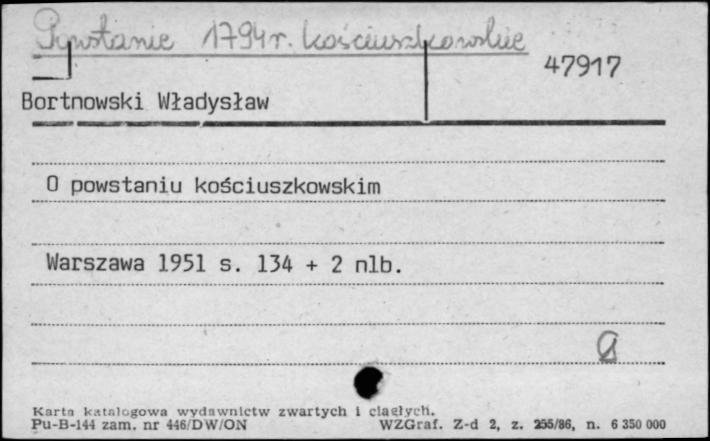 Powstanie 1794 r. Kościuszkowskie
47917
Bortnowski Władysław
O powstaniu kościuszkowskim
Warszawa 1951 s. 134 + 2 nlb.
a
Karta katalogowa wydawnictw zwartych i ciągłych.
Pu-B-144 zam. nr 446/DW/ON WZGraf. Z-d 2, z. 255/86, n. 6 350 000